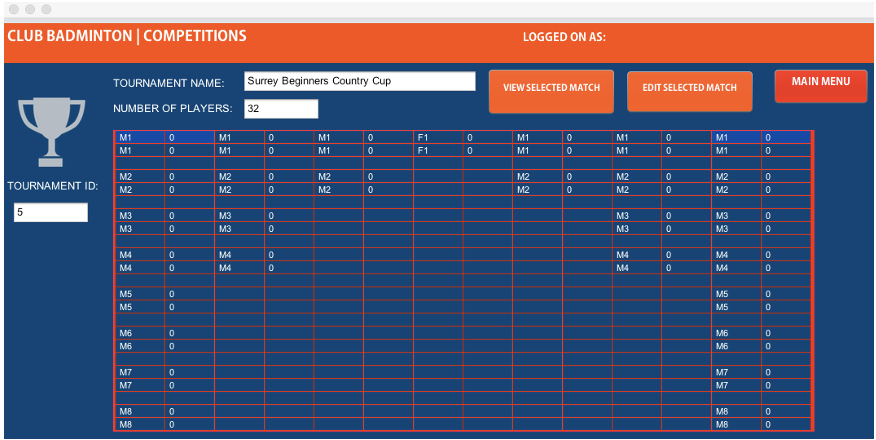 CLUB BADMINTON | COMPETITIONS LOGGED ON AS:
TOURNAMENT NAME: Surrey Beginners Country Cup VIEW SELECTED MATCH EDIT SELECTED MATCH MAIN MENU
NUMBER OF PLAYERS: 32
TOURNAMENT ID:
5
M1 0 M1 0 M1 0 F1 0 M1 0 M1 0 M1 0
M1 0 M1 0 M1 0 F1 0 M1 0 M1 0 M1 0
M2 0 M2 0 M2 0 M2 0 M2 0 M2 0
M2 0 M2 0 M2 0 M2 0 M2 0 M2 0
M3 0 M3 0 M3 0 M3 0
M3 0 M3 0 M3 0 M3 0
M4 0 M4 0 M4 0 M4 0
M4 0 M4 0 M4 0 M4 0
M5 0 M5 0
M5 0 M5 0
M6 0 M6 0
M6 0 M6 0
M7 0 M7 0
M7 0 M7 0
M8 0 M8 0
M8 0 M8 0